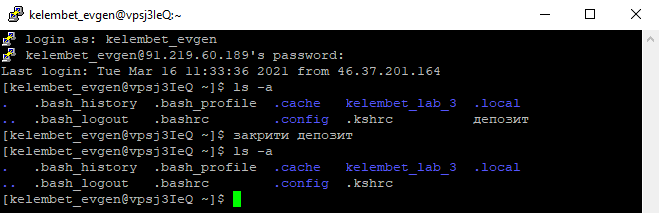 kelembet_evgen@vpsj3IeQ:~
login as: kelembet_evgen
kelembet_evgen@91.219.60.189's password:
Last login: Tue Mar 16 11:33:36 2021 from 46.37.201.164
[kelembet_evgen@vpsj3IeQ ~]$ ls -a
. .bash_history .bash_profile .cache kelembet_lab_3 .local
.. .bash_logout .bashrc .config .kshrc депозит
[kelembet_evgen@vpsj3IeQ ~]$ закрити депозит
[kelembet_evgen@vpsj3IeQ ~]$ ls -a
. .bash_history .bash_profile .cache kelembet_lab_3 .local
.. .bash_logout .bashrc .config .kshrc
[kelembet_evgen@vpsj3IeQ ~]$